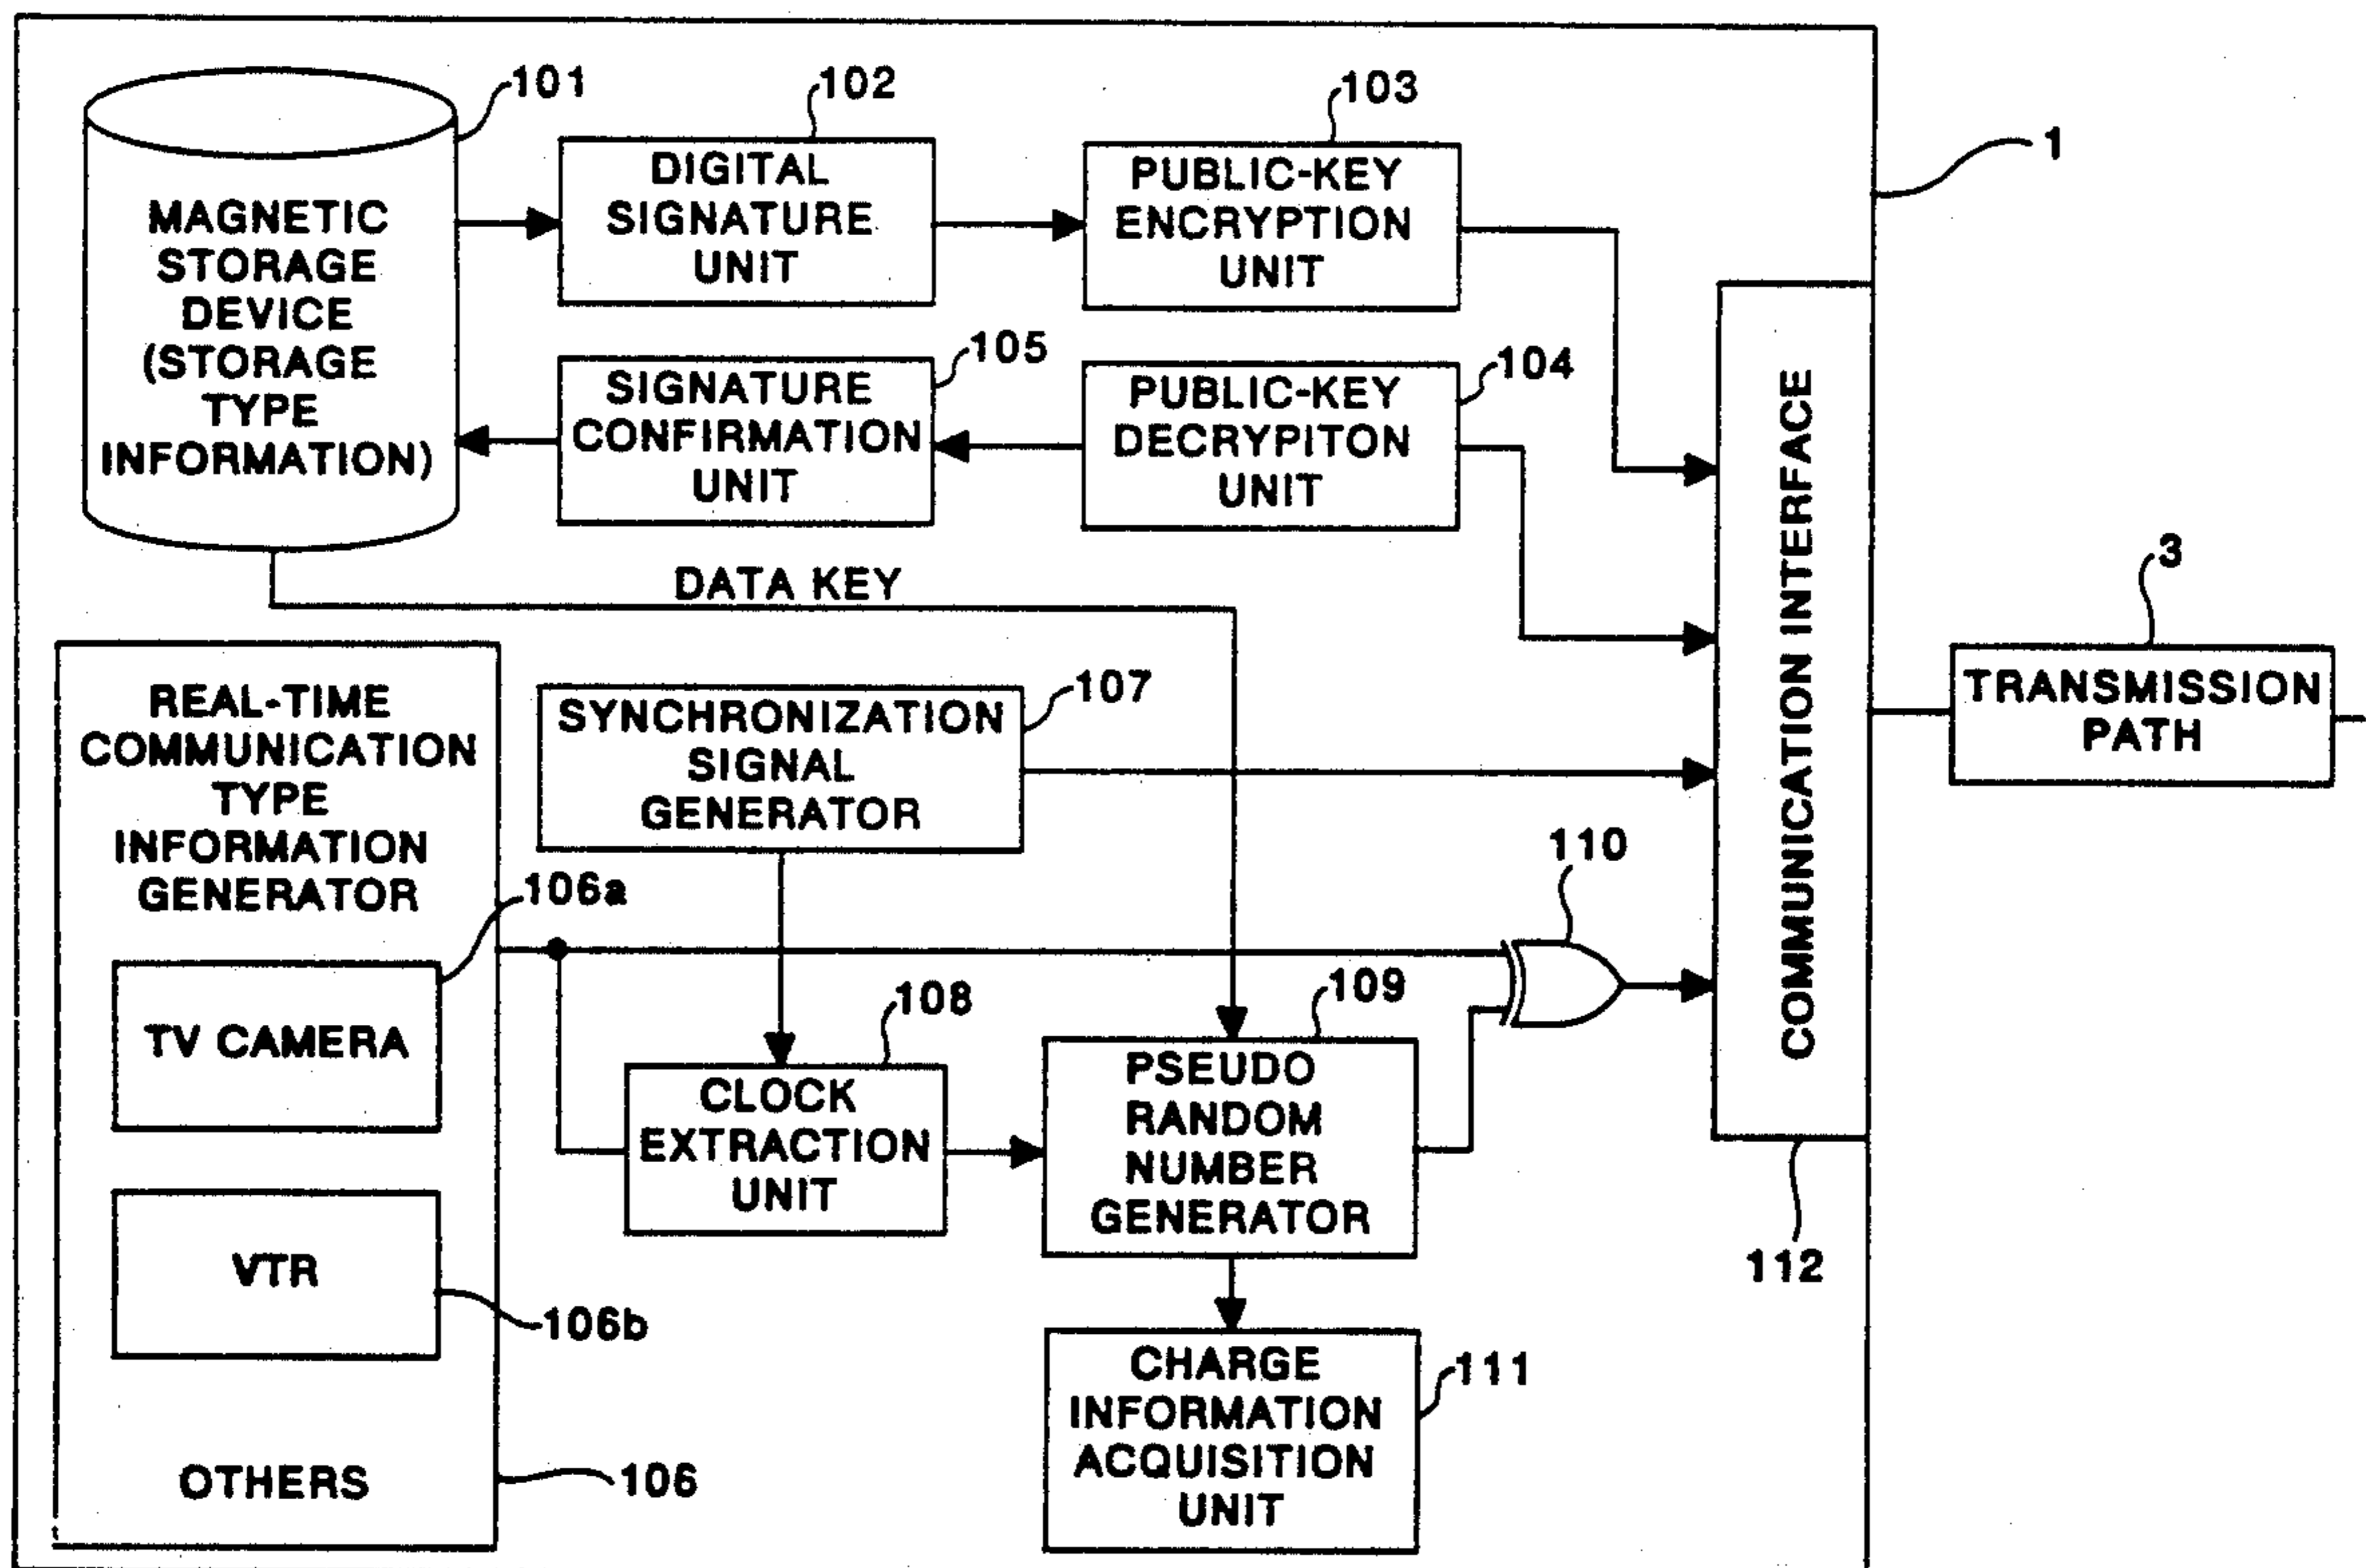 101
102
103
1
MAGNETIC
STORAGE
DEVICE
(STORAGE
TYPE
INFORMATION)
DIGITAL
SIGNATURE
UNIT
PUBLIC-KEY
ENCRYPTION
UNIT
105
SIGNATURE
CONFIRMATION
UNIT
104
PUBLIC-KEY
DECRYPITON
UNIT
COMMUNICATION INTERFACE
3
TRANSMISSION
PATH
DATA KEY
REAL-TIME
COMMUNICATION
TYPE
INFORMATION
GENERATOR
107
SYNCHRONIZATION
SIGNAL
GENERATOR
106a
TV CAMERA
110
108
CLOCK
EXTRACTION
UNIT
109
PSEUDO
RANDOM
NUMBER
GENERATOR
112
VTR
106b
CHARGE
INFORMATION
ACQUISITION
UNIT
111
OTHERS
106